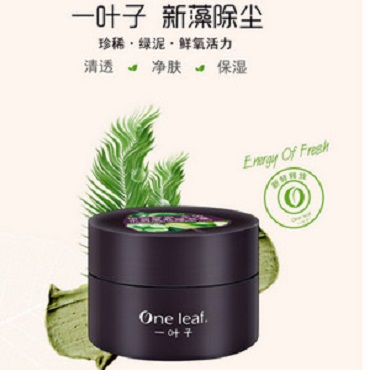 一叶子 新藻除尘
珍稀·绿泥·鲜氧活力
清透 净肤 保湿
Energy Of Fresh
One leaf
One leaf.
一叶子